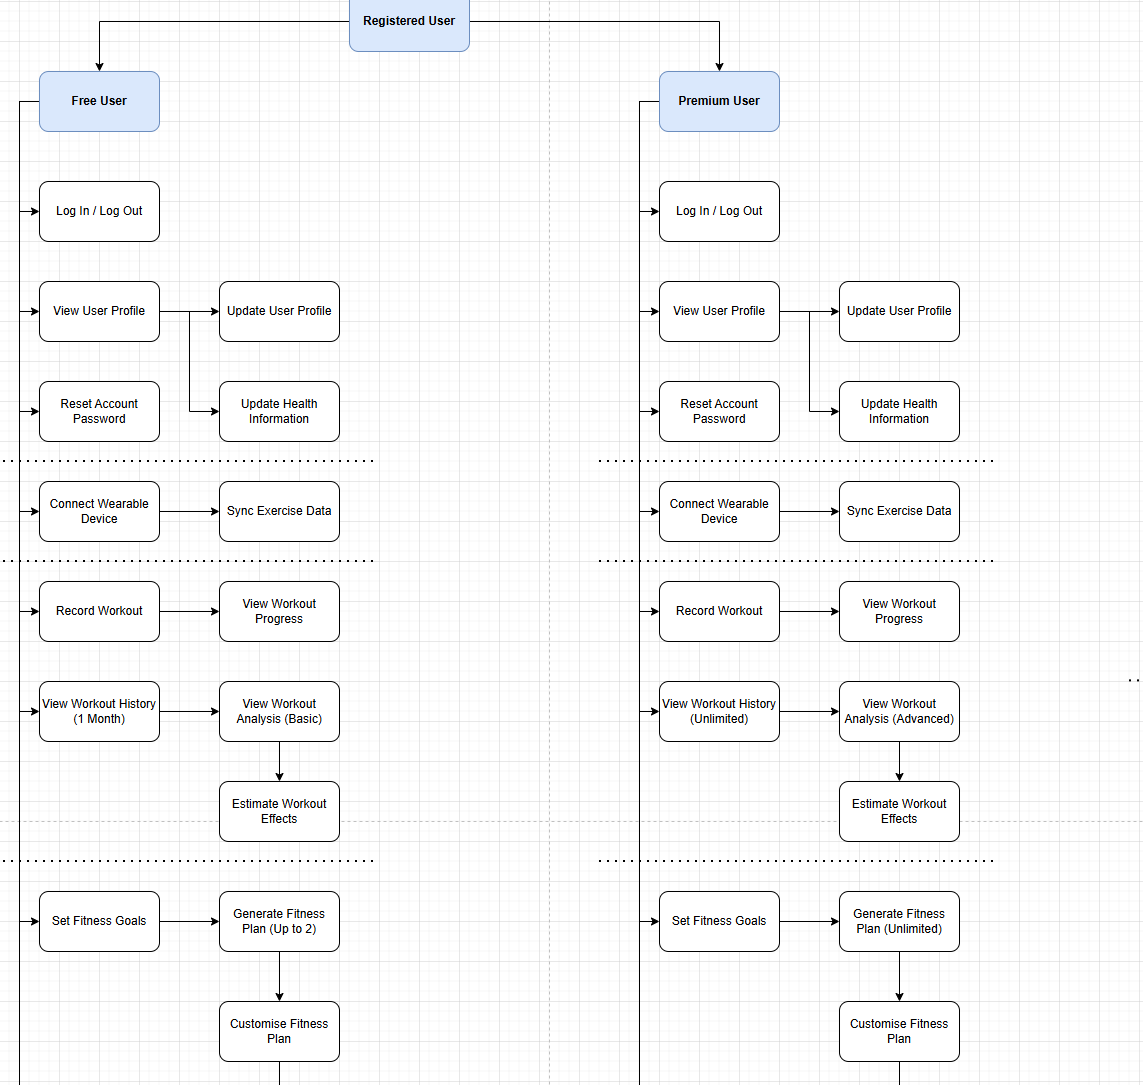 Registered User
Free User
Premium User
Log In / Log Out
Log In / Log Out
View User Profile
Update User Profile
View User Profile
Update User Profile
Reset Account
Password
Update Health
Information
Reset Account
Password
Update Health
Information
Connect Wearable
Device
Sync Exercise Data
Connect Wearable
Device
Sync Exercise Data
Record Workout
View Workout
Progress
Record Workout
View Workout
Progress
View Workout History
(1 Month)
View Workout
Analysis (Basic)
View Workout History
(Unlimited)
View Workout
Analysis (Advanced)
Estimate Workout
Effects
Estimate Workout
Effects
Set Fitness Goals
Generate Fitness
Plan (Up to 2)
Set Fitness Goals
Generate Fitness
Plan (Unlimited)
Customise Fitness
Plan
Customise Fitness
Plan